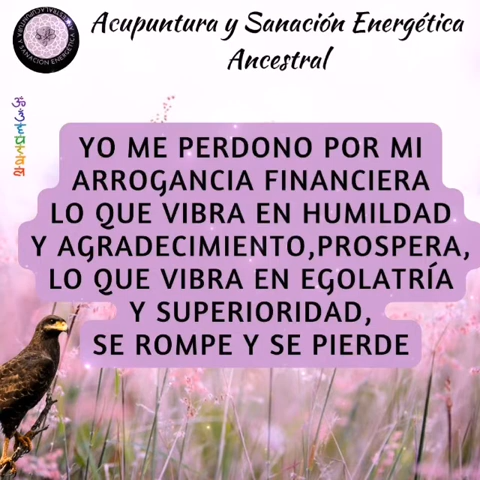 Acupuntura y Sanación Energética
Ancestral
YO ME PERDONO POR MI
ARROGANCIA FINANCIERA
LO QUE VIBRA EN HUMILDAD
Y AGRADECIMIENTO,PROSPERA,
LO QUE VIBRA EN EGOLATRÍA
Y SUPERIORIDAD,
SE ROMPE Y SE PIERDE